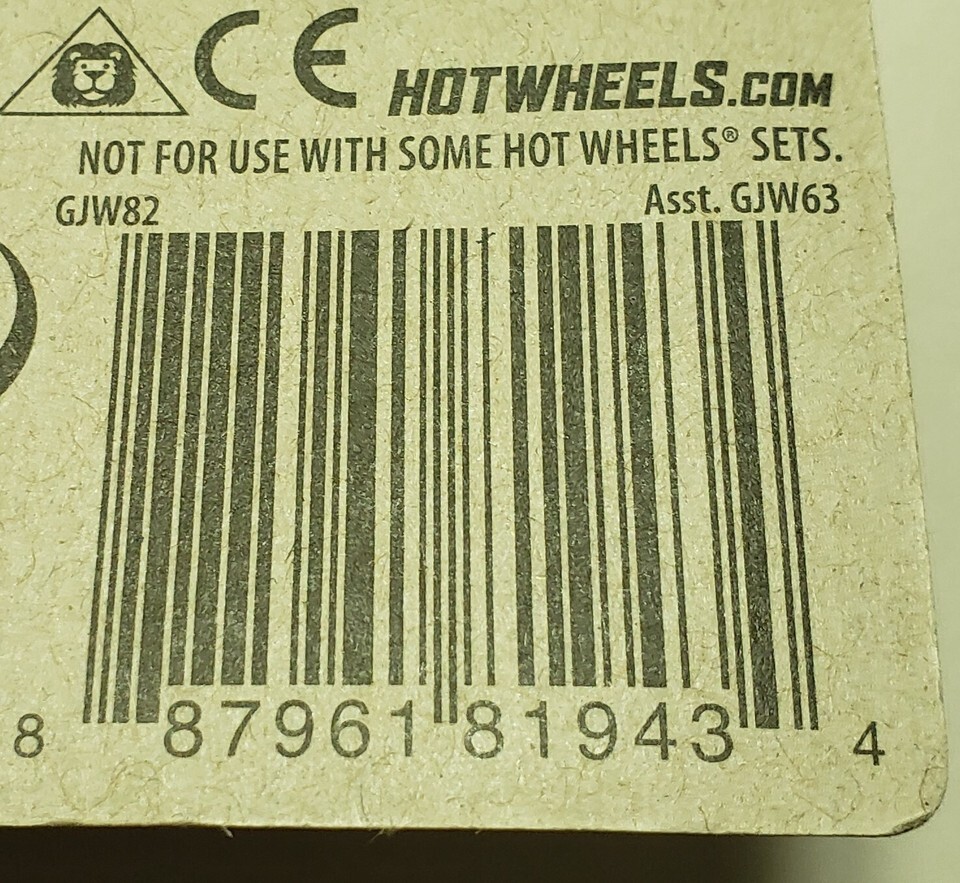 CE HOTWHEELS.COM
NOT FOR USE WITH SOME HOT WHEELS® SETS.
GJW82 Asst. GJW63
8 87961 81943 4